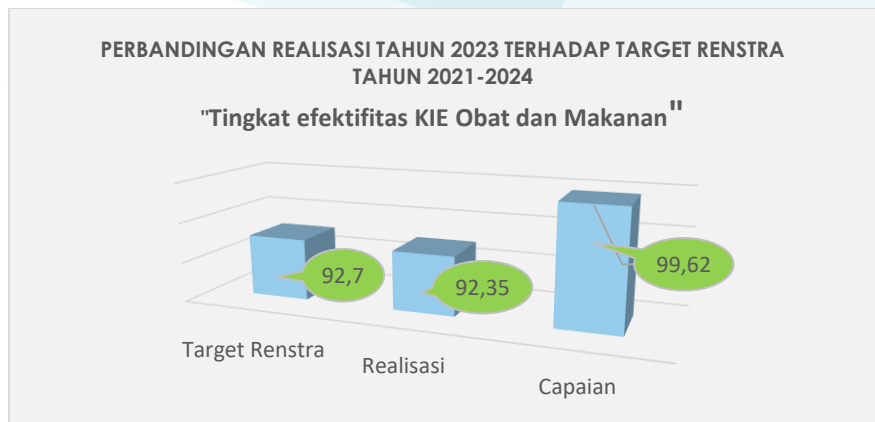 PERBANDINGAN REALISASI TAHUN 2023 TERHADAP TARGET RENSTRA
TAHUN 2021-2024
"Tingkat efektifitas KIE Obat dan Makanan"
92,7
92,35
99,62
Target Renstra
Realisasi
Capaian